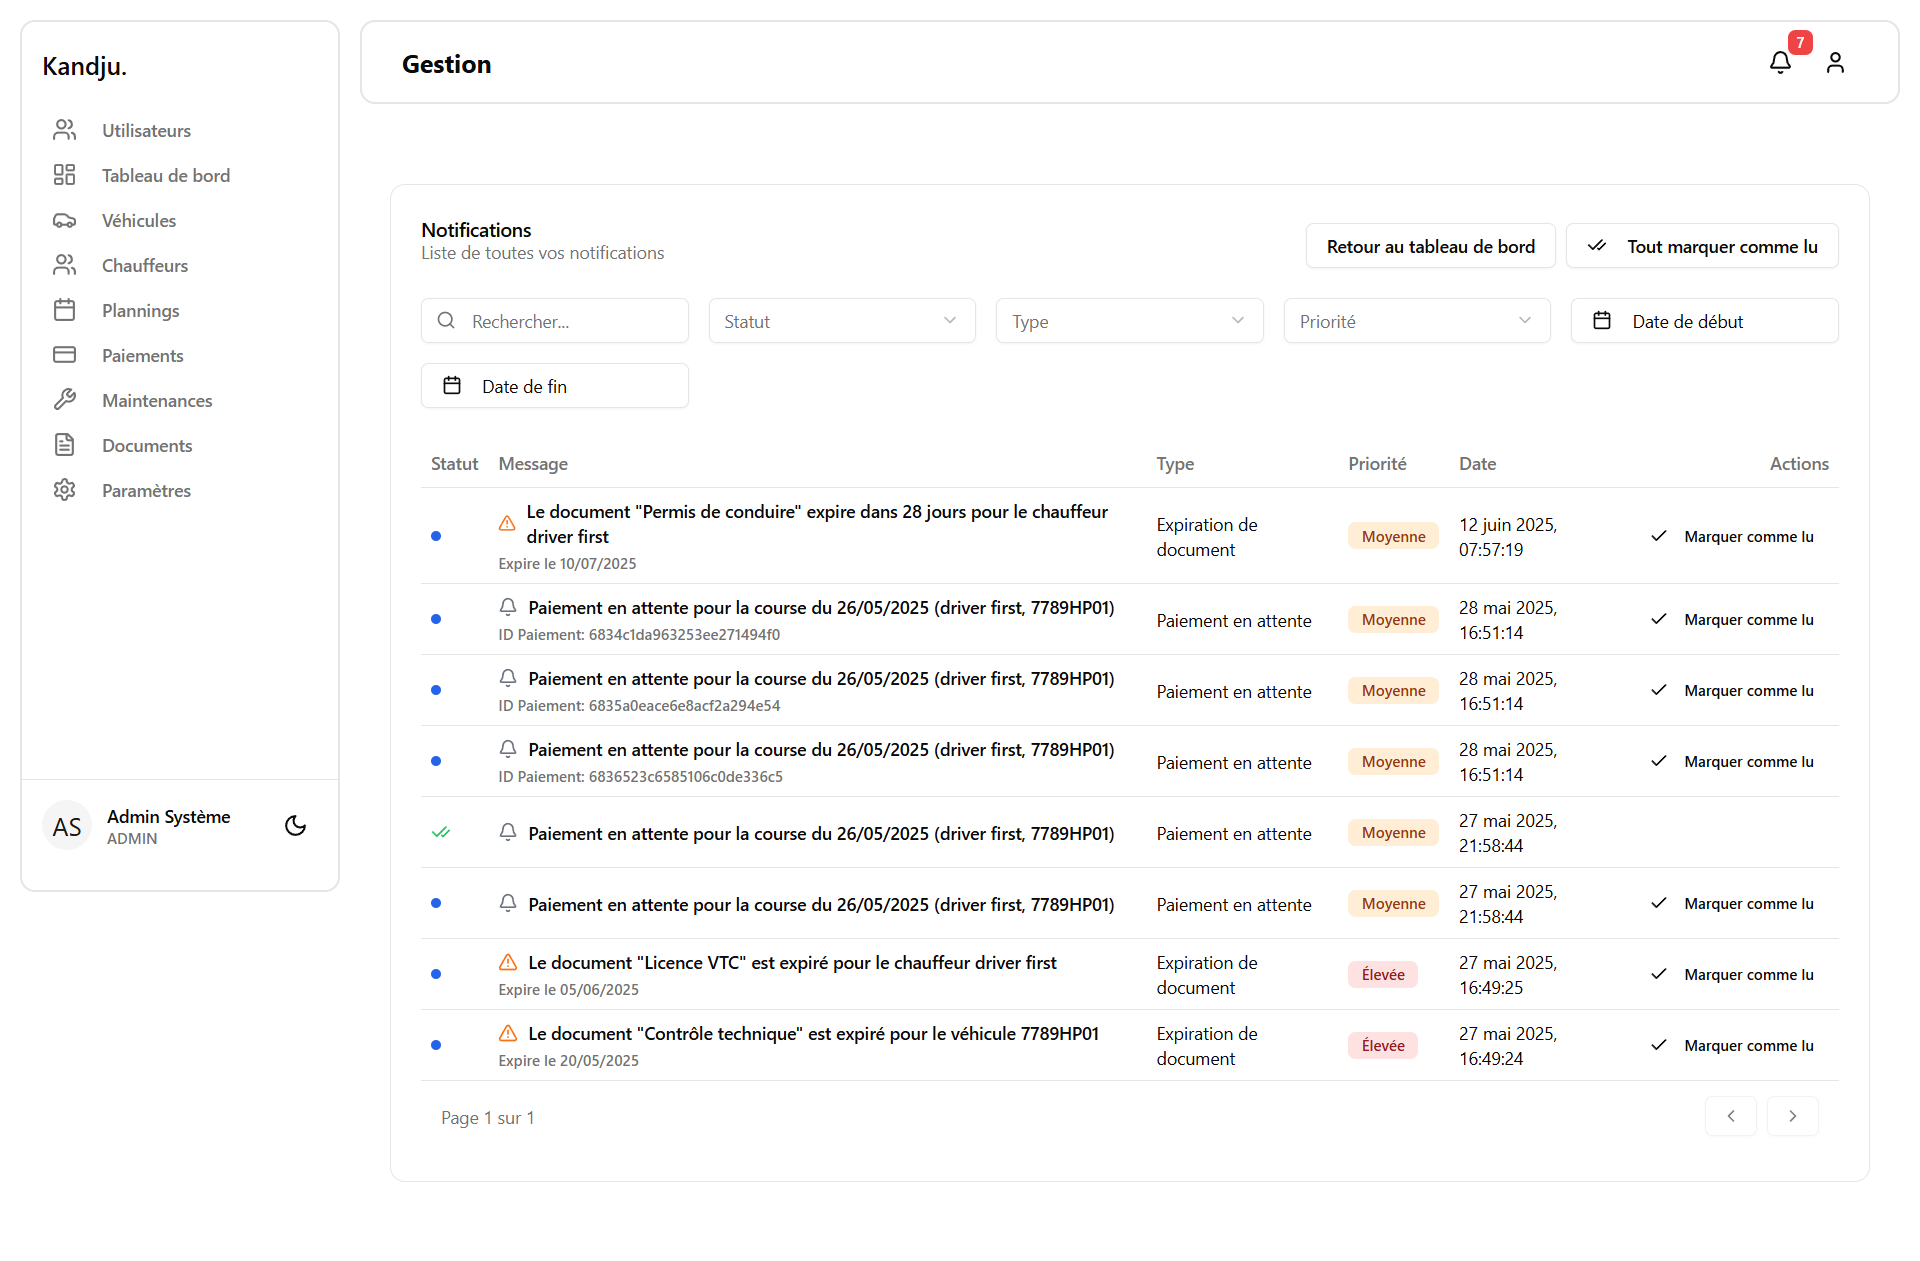 Kandju.
Utilisateurs
Tableau de bord
Véhicules
Chauffeurs
Plannings
Paiements
Maintenances
Documents
Paramètres
AS
Admin Système
ADMIN
Gestion
7
Notifications
Liste de toutes vos notifications
Retour au tableau de bord
Tout marquer comme lu
Rechercher...
Statut
Type
Priorité
Date de début
Date de fin
Statut Message Type Priorité Date Actions
Le document "Permis de conduire" expire dans 28 jours pour le chauffeur
driver first
Expire le 10/07/2025
Expiration de
document
Moyenne
12 juin 2025,
07:57:19
Marquer comme lu
Paiement en attente pour la course du 26/05/2025 (driver first, 7789HP01)
ID Paiement: 6834c1da963253ee271494f0
Paiement en attente
Moyenne
28 mai 2025,
16:51:14
Marquer comme lu
Paiement en attente pour la course du 26/05/2025 (driver first, 7789HP01)
ID Paiement: 6835a0eace6e8acf2a294e54
Paiement en attente
Moyenne
28 mai 2025,
16:51:14
Marquer comme lu
Paiement en attente pour la course du 26/05/2025 (driver first, 7789HP01)
ID Paiement: 6836523c6585106c0de336c5
Paiement en attente
Moyenne
28 mai 2025,
16:51:14
Marquer comme lu
Paiement en attente pour la course du 26/05/2025 (driver first, 7789HP01)
Paiement en attente
Moyenne
27 mai 2025,
21:58:44
Paiement en attente pour la course du 26/05/2025 (driver first, 7789HP01)
Paiement en attente
Moyenne
27 mai 2025,
21:58:44
Marquer comme lu
Le document "Licence VTC" est expiré pour le chauffeur driver first
Expire le 05/06/2025
Expiration de
document
Élevée
27 mai 2025,
16:49:25
Marquer comme lu
Le document "Contrôle technique" est expiré pour le véhicule 7789HP01
Expire le 20/05/2025
Expiration de
document
Élevée
27 mai 2025,
16:49:24
Marquer comme lu
Page 1 sur 1